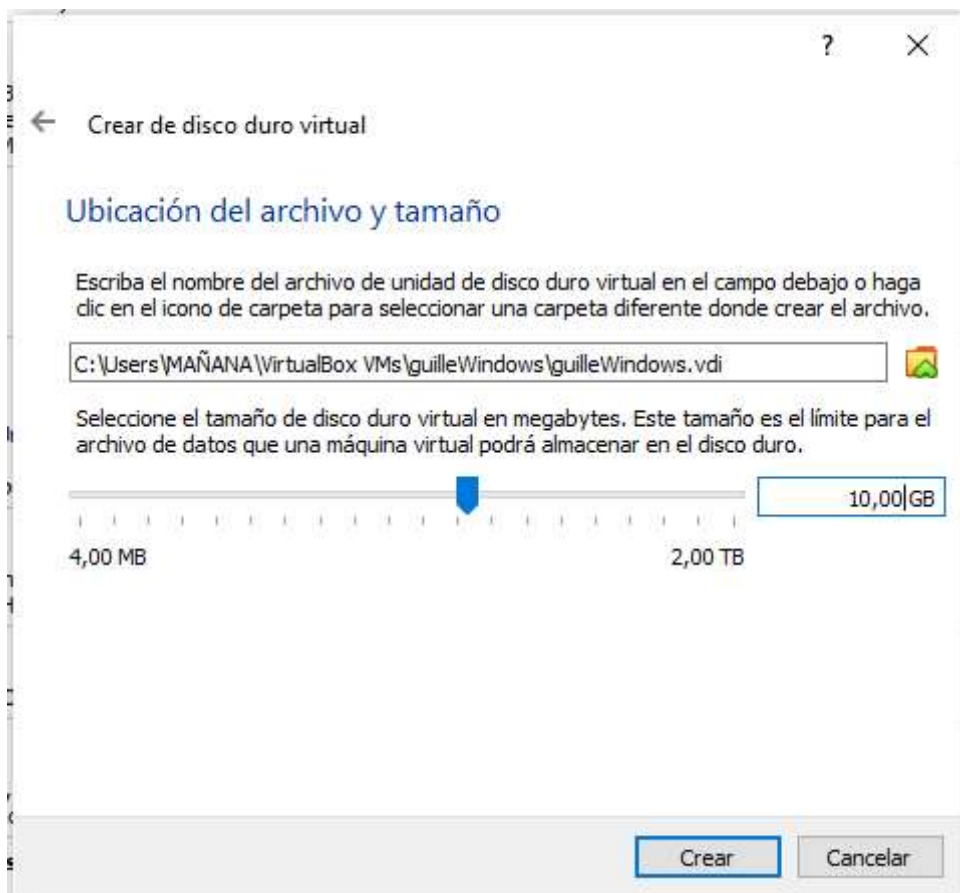 ?
Crear de disco duro virtual
Ubicación del archivo y tamaño
Escriba el nombre del archivo de unidad de disco duro virtual en el campo debajo o haga
clic en el icono de carpeta para seleccionar una carpeta diferente donde crear el archivo.
C:\Users\MAÑANA\VirtualBox VMs\guilleWindows\guilleWindows.vdi
Seleccione el tamaño de disco duro virtual en megabytes. Este tamaño es el límite para el
archivo de datos que una máquina virtual podrá almacenar en el disco duro.
10,00 GB
4,00 MB 2,00 TB
Crear Cancelar